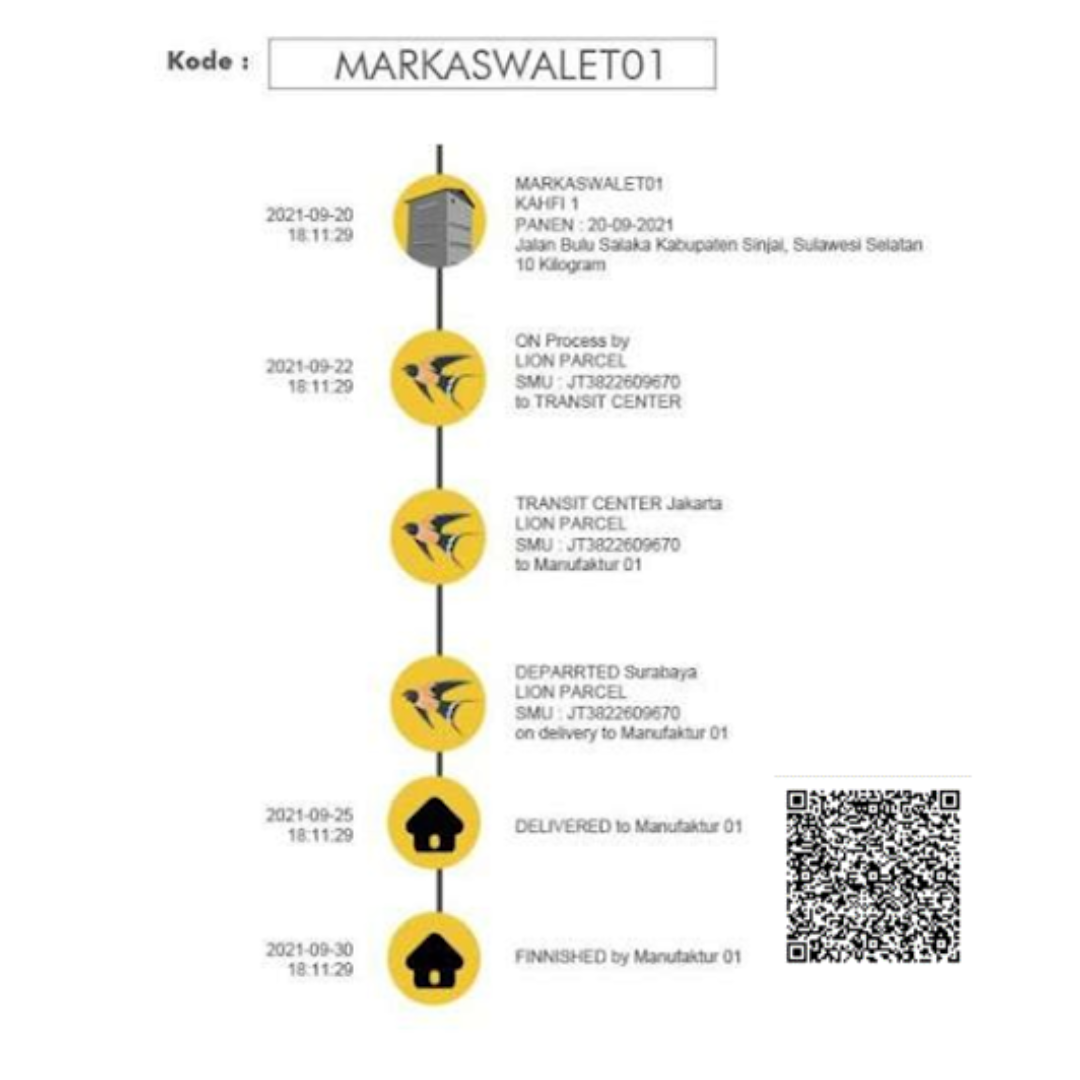 Kode :
MARKASWALET01
2021-09-20
18:11:29
MARKASWALET01
KAHFI 1
PANEN : 20-09-2021
Jalan Bulu Salaka Kabupaten Sinjai, Sulawesi Selatan
10 Kilogram
2021-09-22
18:11:29
ON Process by
LION PARCEL
SMU : JT3822609670
to TRANSIT CENTER
TRANSIT CENTER Jakarta
LION PARCEL
SMU : JT3822609670
to Manufaktur 01
DEPARRTED Surabaya
LION PARCEL
SMU : JT3822609670
on delivery to Manufaktur 01
2021-09-25
18:11:29
DELIVERED to Manufaktur 01
2021-09-30
18:11:29
FINNISHED by Manufaktur 01